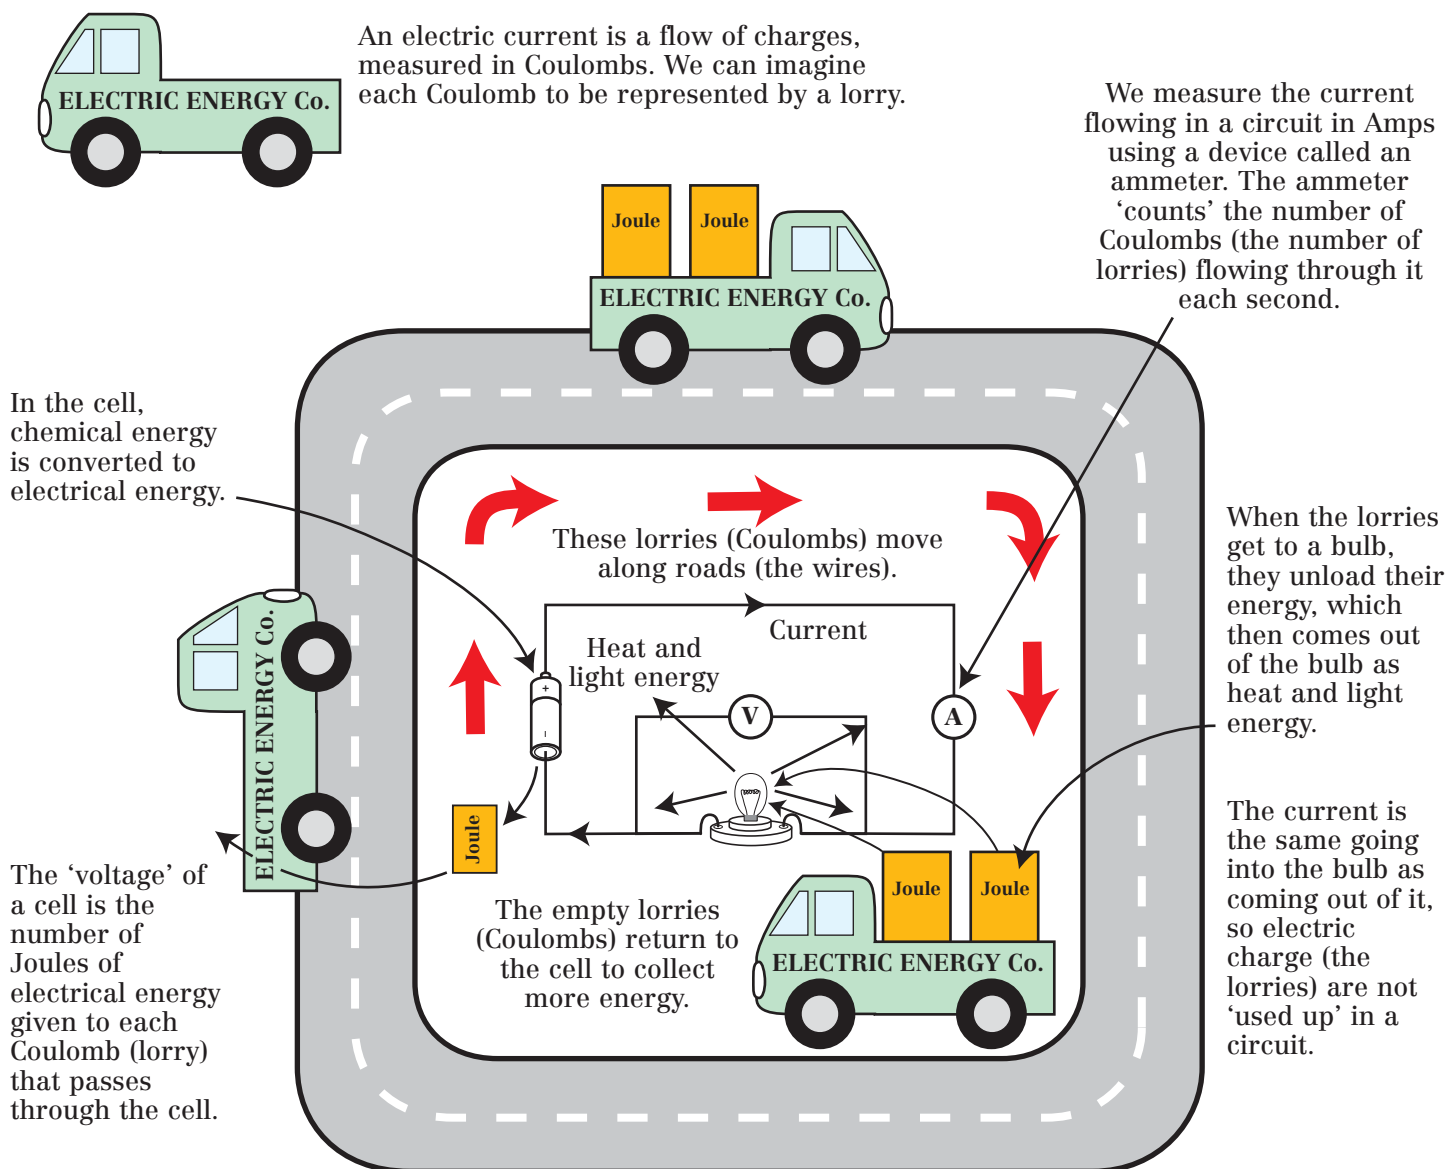 An electric current is a flow of charges,
measured in Coulombs. We can imagine
each Coulomb to be represented by a lorry.
ELECTRIC ENERGY Co.
We measure the current
flowing in a circuit in Amps
using a device called an
ammeter. The ammeter
‘counts’ the number of
Coulombs (the number of
lorries) flowing through it
each second.
Joule
Joule
ELECTRIC ENERGY Co.
In the cell,
chemical energy
is converted to
electrical energy.
These lorries (Coulombs) move
along roads (the wires).
Current
Heat and
light energy
+
–
V
A
When the lorries
get to a bulb,
they unload their
energy, which
then comes out
of the bulb as
heat and light
energy.
ELECTRIC ENERGY Co.
Joule
The ‘voltage’ of
a cell is the
number of
Joules of
electrical energy
given to each
Coulomb (lorry)
that passes
through the cell.
The empty lorries
(Coulombs) return to
the cell to collect
more energy.
Joule
Joule
ELECTRIC ENERGY Co.
The current is
the same going
into the bulb as
coming out of it,
so electric
charge (the
lorries) are not
‘used up’ in a
circuit.